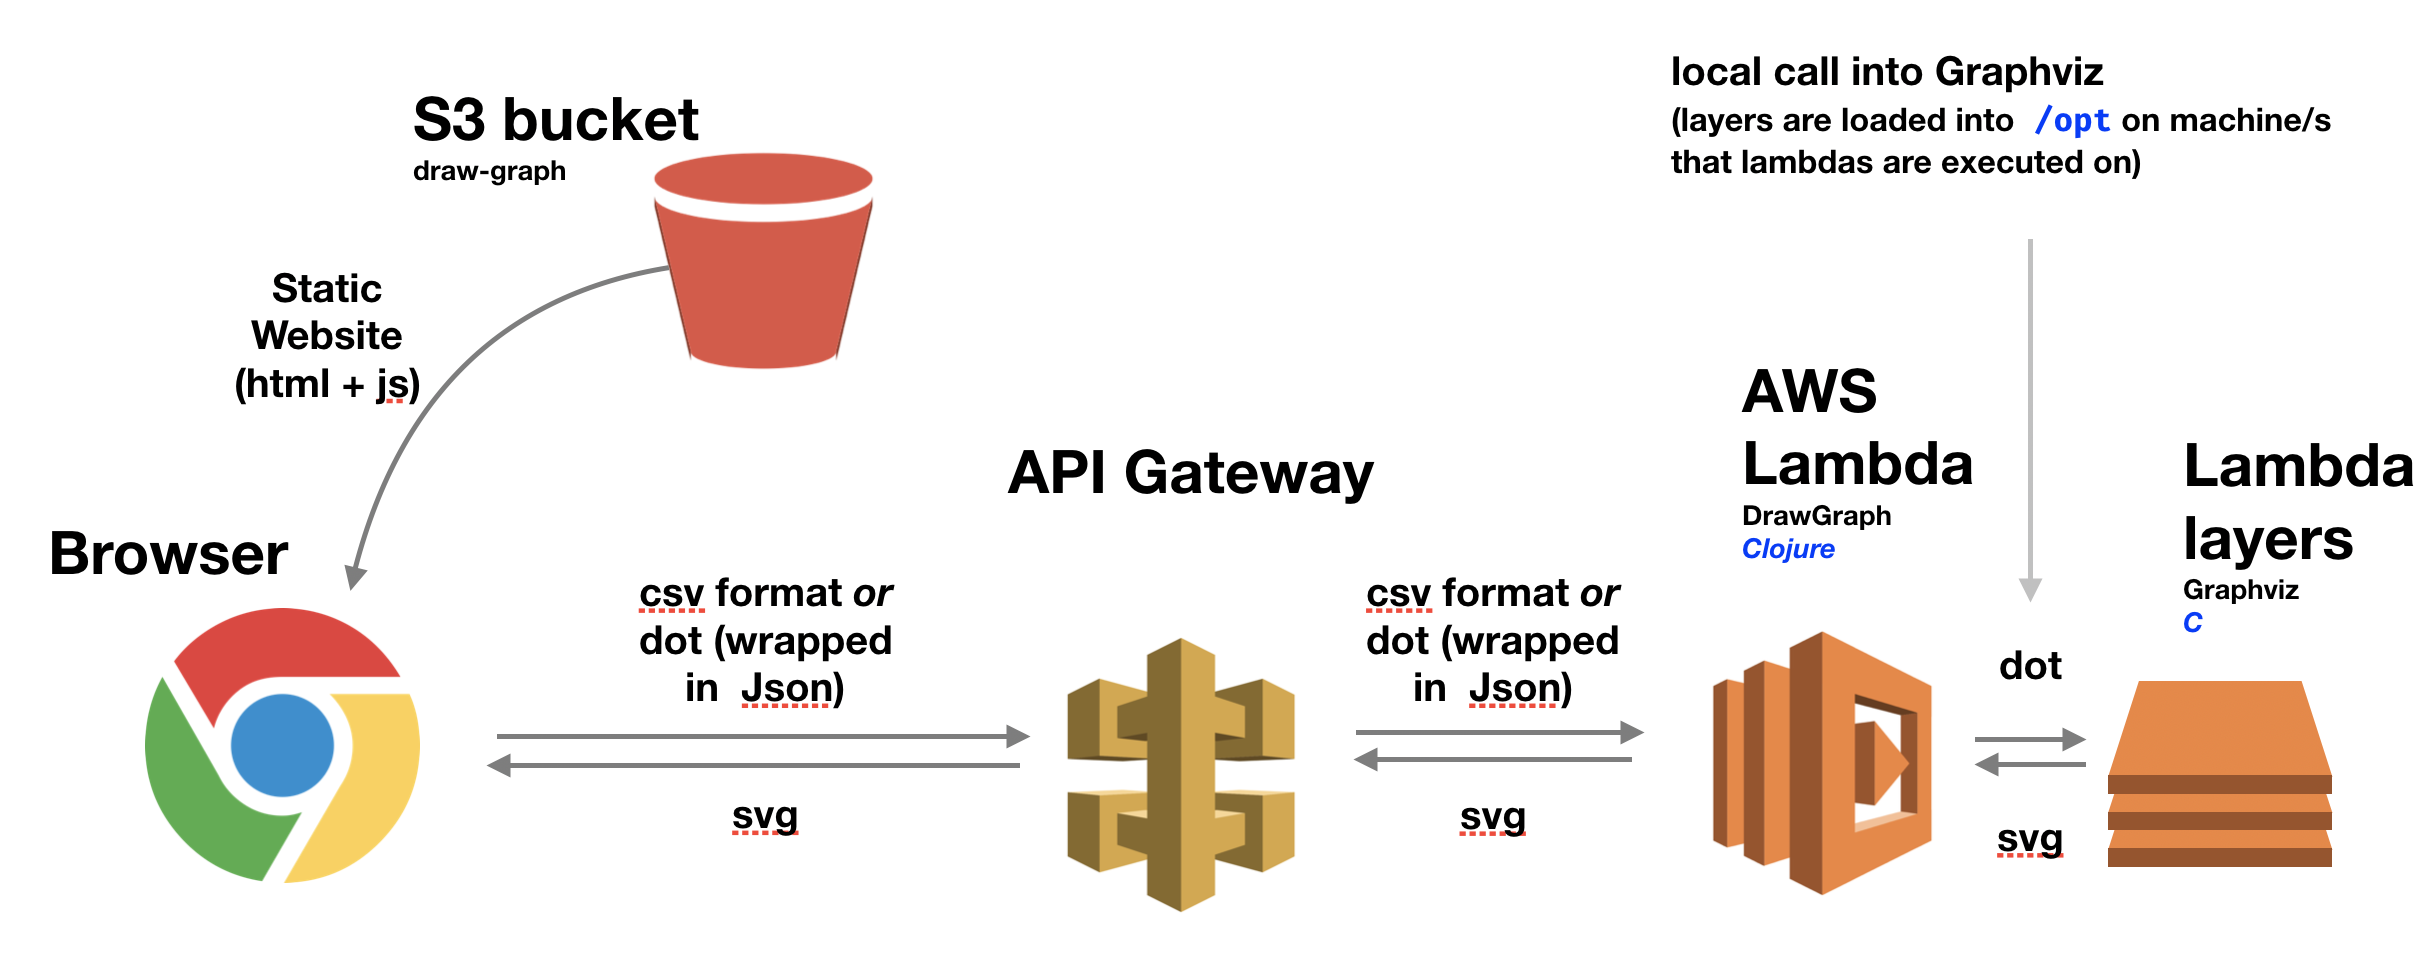 S3 bucket
draw-graph
Static
Website
(html + js)
Browser
csv format or
dot (wrapped
in Json)
svg
API Gateway
csv format or
dot (wrapped
in Json)
svg
local call into Graphviz
(layers are loaded into /opt on machine/s
that lambdas are executed on)
AWS
Lambda
DrawGraph
Clojure
dot
svg
Lambda
layers
Graphviz
C